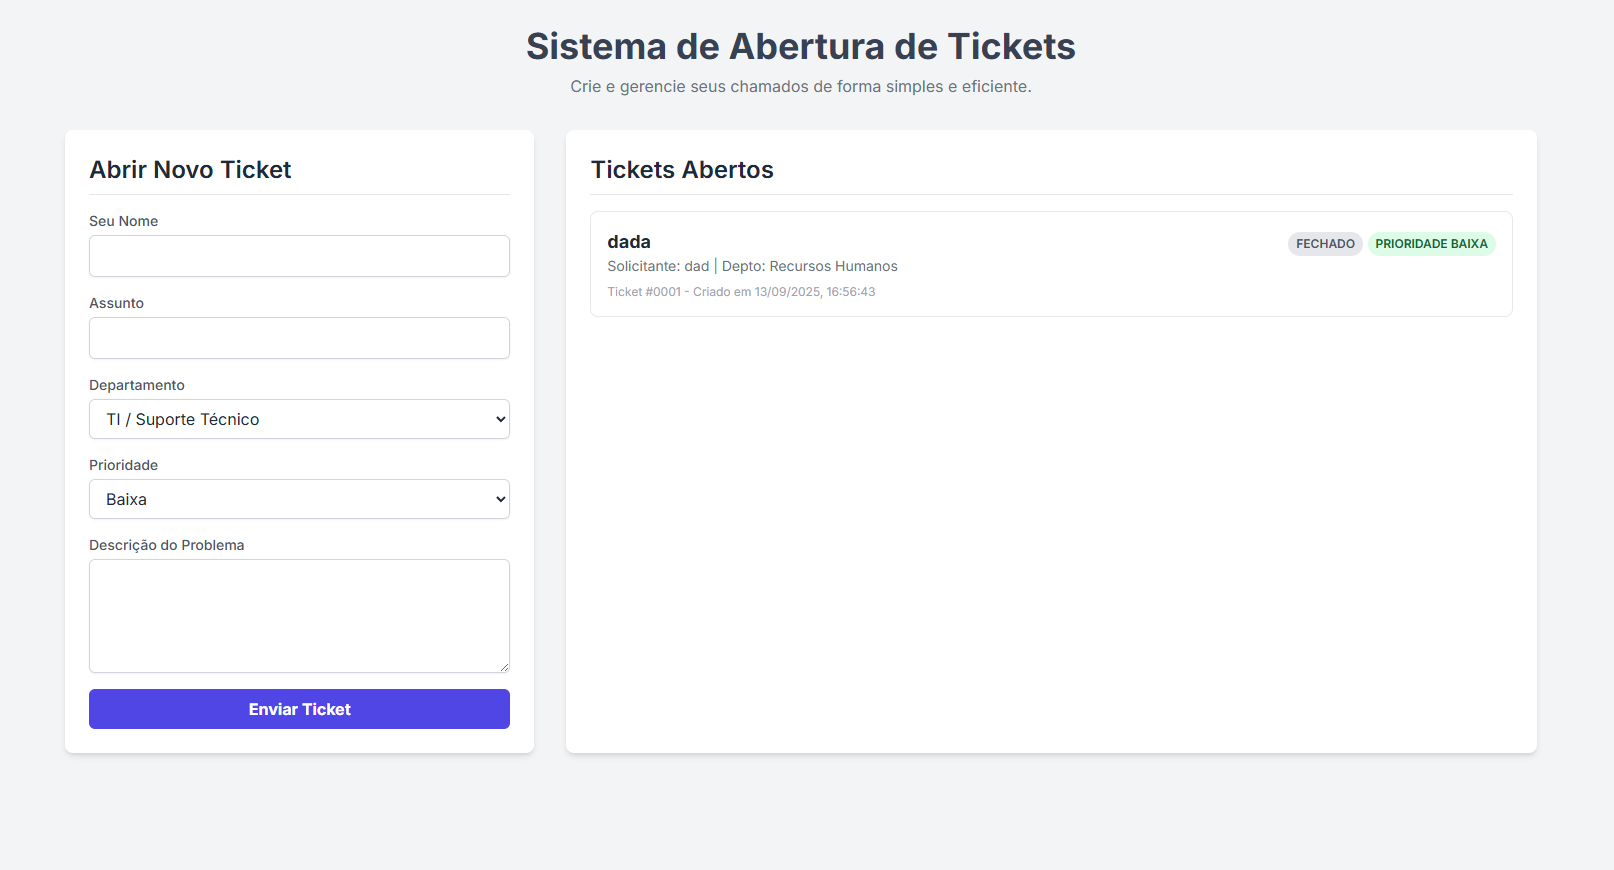 Sistema de Abertura de Tickets
Crie e gerencie seus chamados de forma simples e eficiente.
Abrir Novo Ticket
Seu Nome
Assunto
Departamento
TI / Suporte Técnico
Prioridade
Baixa
Descrição do Problema
Enviar Ticket
Tickets Abertos
dada
FECHADO
PRIORIDADE BAIXA
Solicitante: dad | Depto: Recursos Humanos
Ticket #0001 - Criado em 13/09/2025, 16:56:43